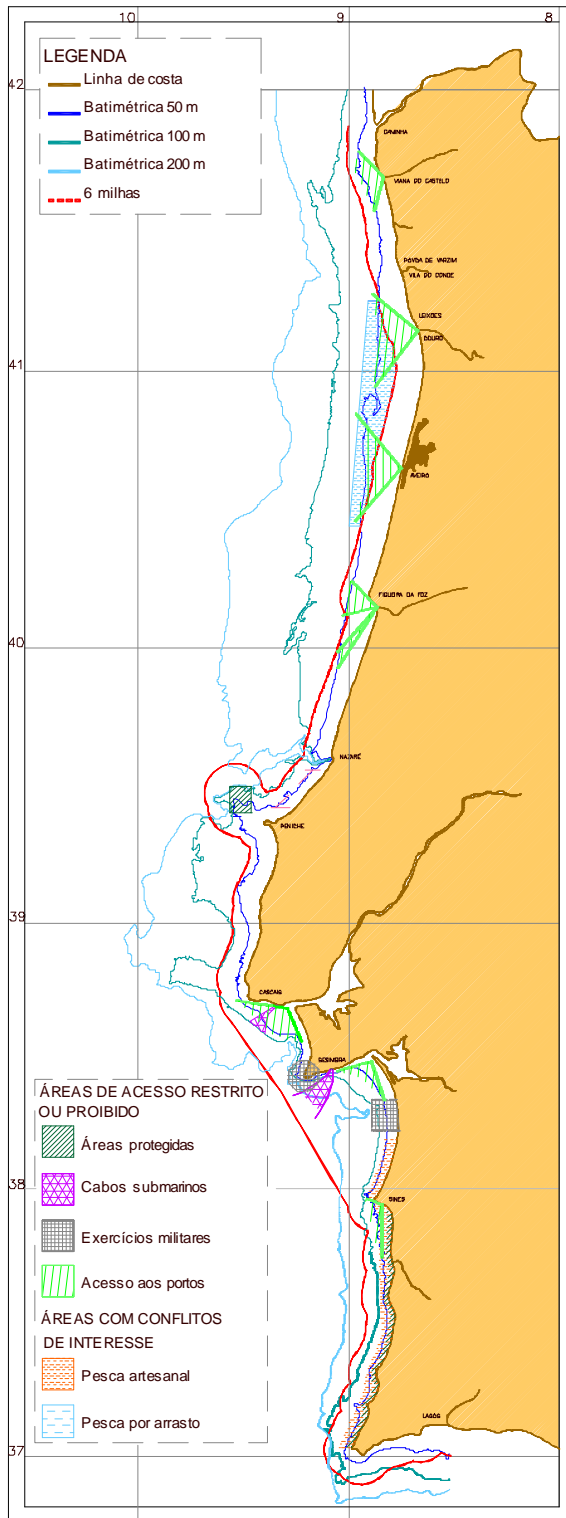 10
9
8
LEGENDA
Linha de costa
Batimétrica 50 m
Batimétrica 100 m
Batimétrica 200 m
6 milhas
42
CAMINHA
VIANA DO CASTELO
POVOA DE VARZIM
VILA DO CONDE
LEIXÕES
DOURO
41
AVEIRO
FIGUEIRA DA FOZ
40
NAZARÉ
PENICHE
39
CASCAIS
SESIMBRA
ÁREAS DE ACESSO RESTRITO
OU PROIBIDO
Áreas protegidas
Cabos submarinos
38
SINES
Exercícios militares
Acesso aos portos
ÁREAS COM CONFLITOS
DE INTERESSE
Pesca artesanal
Pesca por arrasto
LAGOS
37